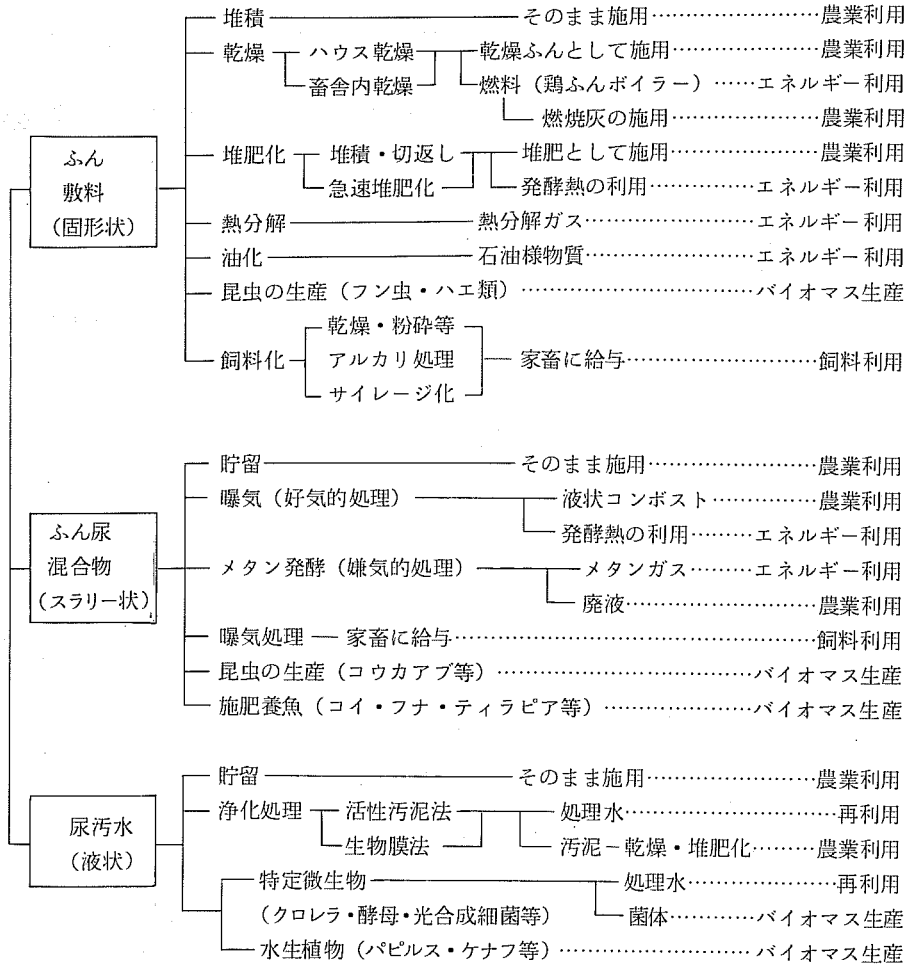 堆積 そのまま施用……農業利用
乾燥 ハウス乾燥 乾燥ふんとして施用……農業利用
畜舎内乾燥 燃料（鶏ふんボイラー）……エネルギー利用
燃焼灰の施用……農業利用
ふん
敷料
（固形状）
堆肥化 堆積・切返し 堆肥として施用……農業利用
急速堆肥化 発酵熱の利用……エネルギー利用
熱分解 熱分解ガス……エネルギー利用
油化 石油様物質……エネルギー利用
昆虫の生産（フン虫・ハエ類）……バイオマス生産
乾燥・粉砕等
飼料化 アルカリ処理 家畜に給与……飼料利用
サイレージ化
貯留 そのまま施用……農業利用
曝気（好気的処理） 液状コンポスト……農業利用
発酵熱の利用……エネルギー利用
ふん尿
混合物
（スラリー状）
メタン発酵（嫌気的処理） メタンガス……エネルギー利用
廃液……農業利用
曝気処理 家畜に給与……飼料利用
昆虫の生産（コウカアブ等）……バイオマス生産
施肥養魚（コイ・フナ・ティラピア等）……バイオマス生産
貯留 そのまま施用……農業利用
浄化処理 活性汚泥法 処理水……再利用
生物膜法 汚泥－乾燥・堆肥化……農業利用
尿汚水
（液状）
特定微生物 処理水……再利用
（クロレラ・酵母・光合成細菌等） 菌体……バイオマス生産
水生植物（パピルス・ケナフ等）……バイオマス生産